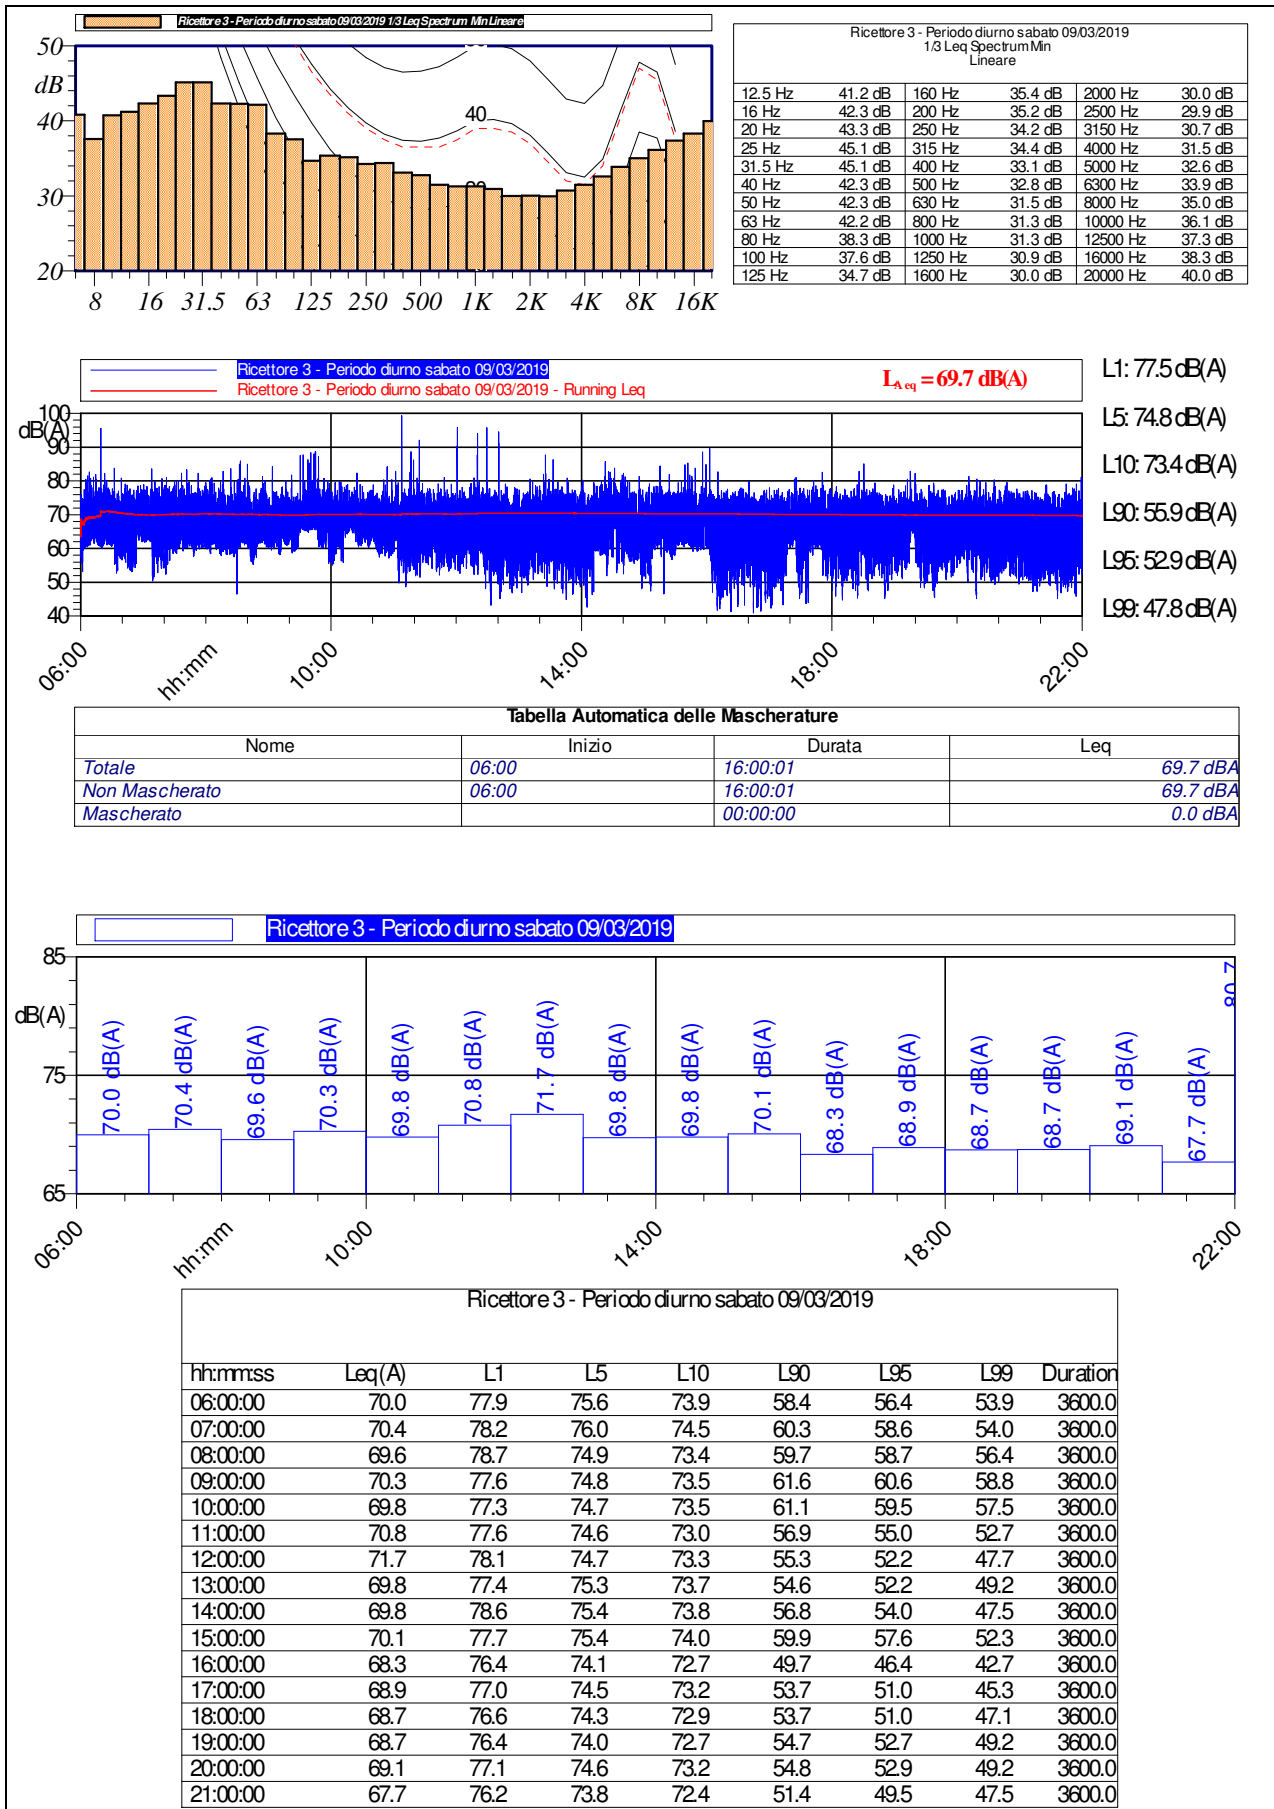 Ricettore 3 - Periodo diurno sabato 09/03/2019 1/3 Leq Spectrum Min Lineare
50
dB
40
30
20
40
8 16 31.5 63 125 250 500 1K 2K 4K 8K 16K
Ricettore 3 - Periodo diurno sabato 09/03/2019
1/3 Leq Spectrum Min
Lineare
12.5 Hz 41.2 dB 160 Hz 35.4 dB 2000 Hz 30.0 dB
16 Hz 42.3 dB 200 Hz 35.2 dB 2500 Hz 29.9 dB
20 Hz 43.3 dB 250 Hz 34.2 dB 3150 Hz 30.7 dB
25 Hz 45.1 dB 315 Hz 34.4 dB 4000 Hz 31.5 dB
31.5 Hz 45.1 dB 400 Hz 33.1 dB 5000 Hz 32.6 dB
40 Hz 42.3 dB 500 Hz 32.8 dB 6300 Hz 33.9 dB
50 Hz 42.3 dB 630 Hz 31.5 dB 8000 Hz 35.0 dB
63 Hz 42.2 dB 800 Hz 31.3 dB 10000 Hz 36.1 dB
80 Hz 38.3 dB 1000 Hz 31.3 dB 12500 Hz 37.3 dB
100 Hz 37.6 dB 1250 Hz 30.9 dB 16000 Hz 38.3 dB
125 Hz 34.7 dB 1600 Hz 30.0 dB 20000 Hz 40.0 dB
Ricettore 3 - Periodo diurno sabato 09/03/2019
Ricettore 3 - Periodo diurno sabato 09/03/2019 - Running Leq
LAeq = 69.7 dB(A)
L1: 77.5 dB(A)
L5: 74.8 dB(A)
L10: 73.4 dB(A)
L90: 55.9 dB(A)
L95: 52.9 dB(A)
L99: 47.8 dB(A)
dB(A)
100
90
80
70
60
50
40
06:00 hh:mm 10:00 14:00 18:00 22:00
Tabella Automatica delle Mascherature
Nome Inizio Durata Leq
Totale 06:00 16:00:01 69.7 dBA
Non Mascherato 06:00 16:00:01 69.7 dBA
Mascherato 00:00:00 0.0 dBA
Ricettore 3 - Periodo diurno sabato 09/03/2019
85
dB(A)
75
65
70.0 dB(A) 70.4 dB(A) 69.6 dB(A) 70.3 dB(A) 69.8 dB(A) 70.8 dB(A) 71.7 dB(A) 69.8 dB(A) 69.8 dB(A) 70.1 dB(A) 68.3 dB(A) 68.9 dB(A) 68.7 dB(A) 68.7 dB(A) 69.1 dB(A) 67.7 dB(A) 80.7
06:00 hh:mm 10:00 14:00 18:00 22:00
Ricettore 3 - Periodo diurno sabato 09/03/2019
hh:mm:ss Leq(A) L1 L5 L10 L90 L95 L99 Duration
06:00:00 70.0 77.9 75.6 73.9 58.4 56.4 53.9 3600.0
07:00:00 70.4 78.2 76.0 74.5 60.3 58.6 54.0 3600.0
08:00:00 69.6 78.7 74.9 73.4 59.7 58.7 56.4 3600.0
09:00:00 70.3 77.6 74.8 73.5 61.6 60.6 58.8 3600.0
10:00:00 69.8 77.3 74.7 73.5 61.1 59.5 57.5 3600.0
11:00:00 70.8 77.6 74.6 73.0 56.9 55.0 52.7 3600.0
12:00:00 71.7 78.1 74.7 73.3 55.3 52.2 47.7 3600.0
13:00:00 69.8 77.4 75.3 73.7 54.6 52.2 49.2 3600.0
14:00:00 69.8 78.6 75.4 73.8 56.8 54.0 47.5 3600.0
15:00:00 70.1 77.7 75.4 74.0 59.9 57.6 52.3 3600.0
16:00:00 68.3 76.4 74.1 72.7 49.7 46.4 42.7 3600.0
17:00:00 68.9 77.0 74.5 73.2 53.7 51.0 45.3 3600.0
18:00:00 68.7 76.6 74.3 72.9 53.7 51.0 47.1 3600.0
19:00:00 68.7 76.4 74.0 72.7 54.7 52.7 49.2 3600.0
20:00:00 69.1 77.1 74.6 73.2 54.8 52.9 49.2 3600.0
21:00:00 67.7 76.2 73.8 72.4 51.4 49.5 47.5 3600.0